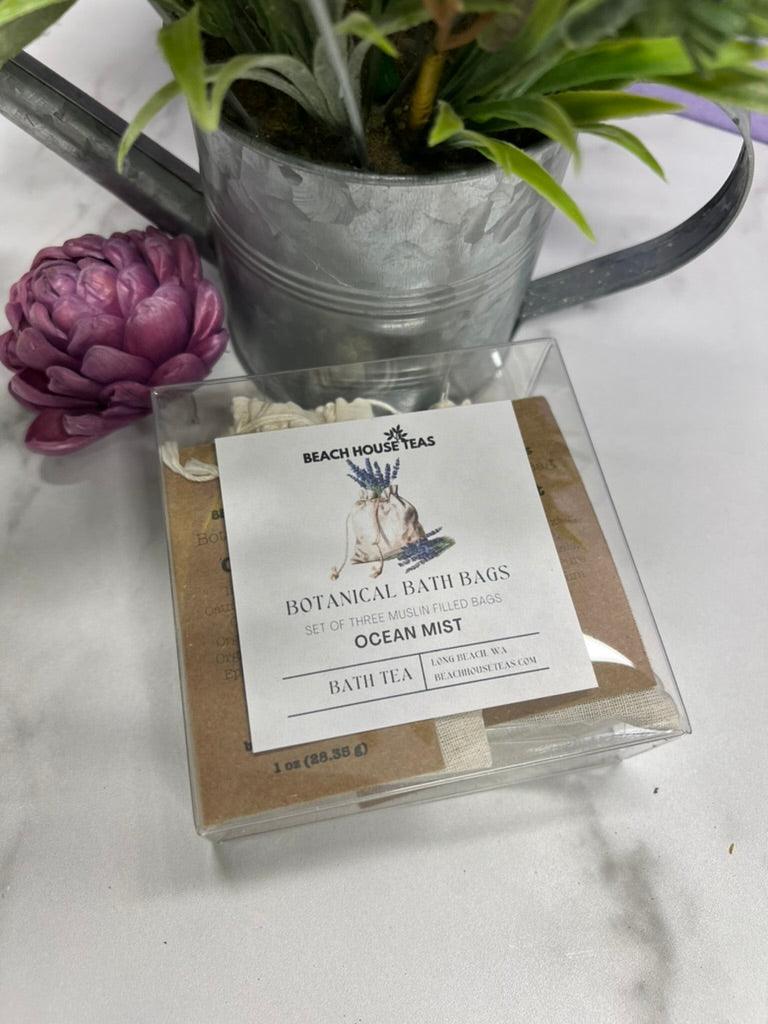 BEACH HOUSE TEAS
BOTANICAL BATH BAGS
SET OF THREE MUSLIN FILLED BAGS
OCEAN MIST
BATH TEA
LONG BEACH, WA
BEACHHOUSETEAS.COM
1 oz (28.35 g)